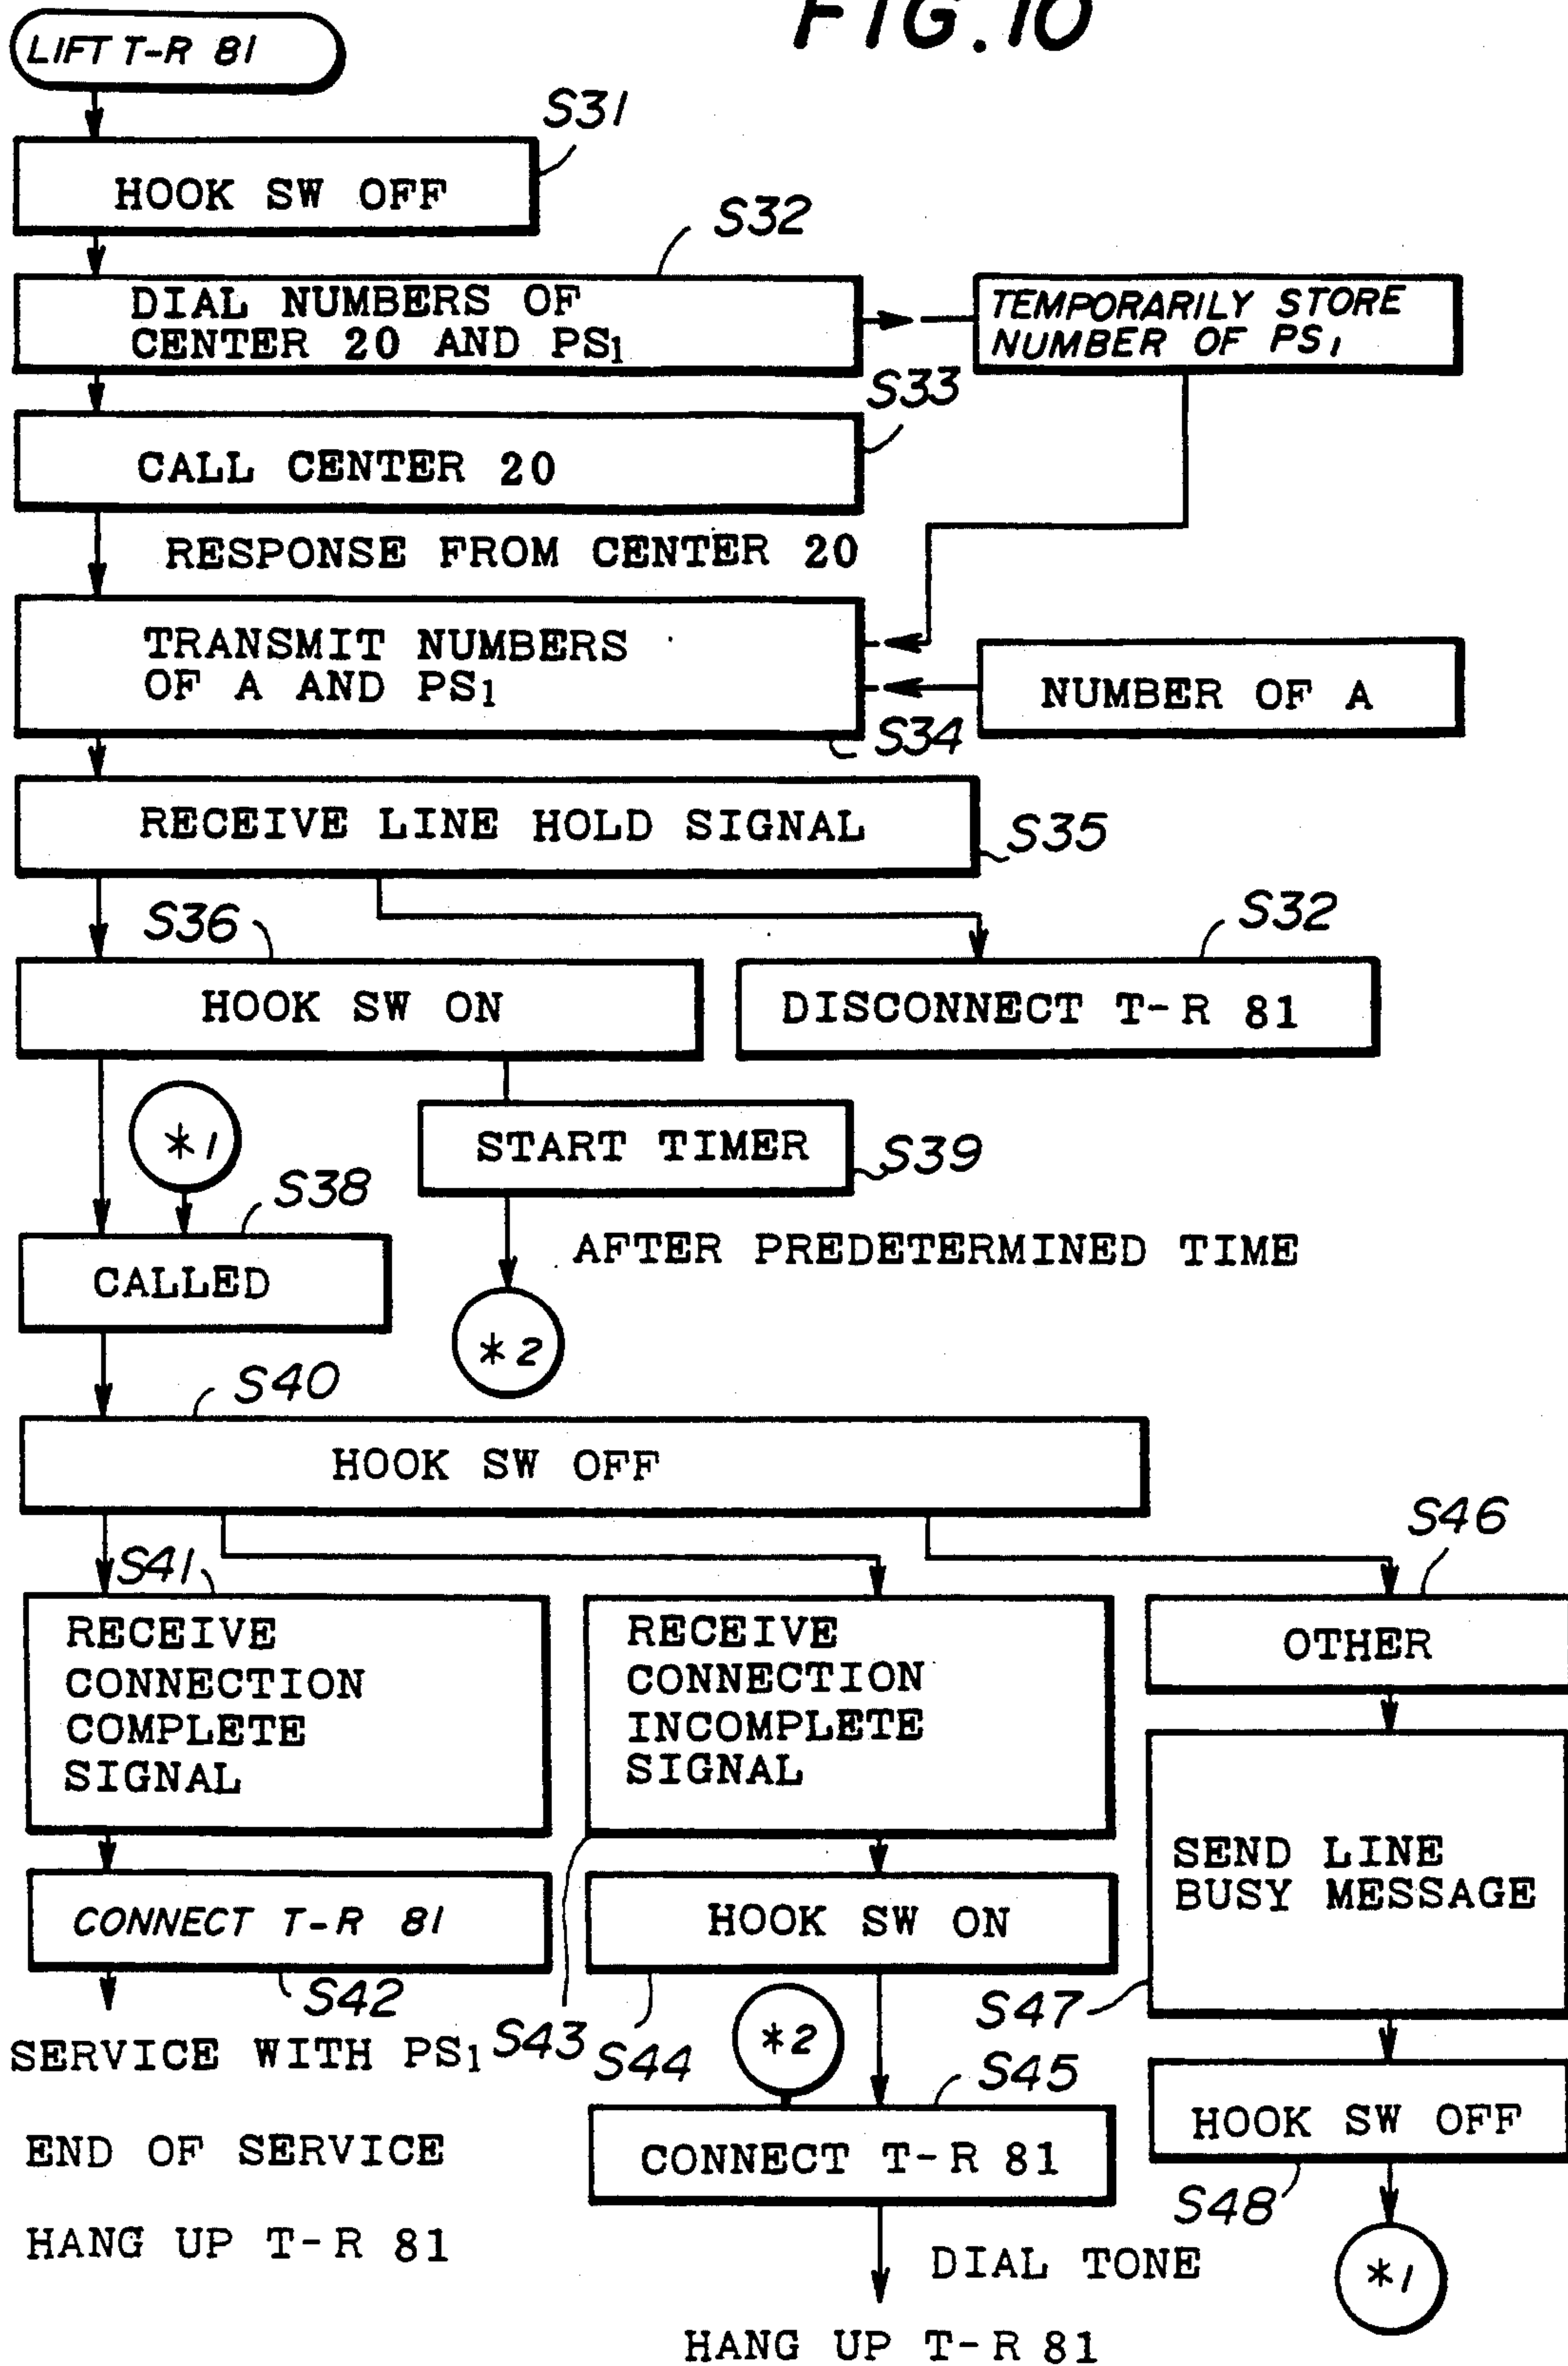 FIG. 10
LIFT T-R 81
S31
HOOK SW OFF
S32
DIAL NUMBERS OF
CENTER 20 AND PS1
TEMPORARILY STORE
NUMBER OF PS1
S33
CALL CENTER 20
RESPONSE FROM CENTER 20
TRANSMIT NUMBERS
OF A AND PS1
NUMBER OF A
S34
RECEIVE LINE HOLD SIGNAL
S35
S36
S32
HOOK SW ON
DISCONNECT T-R 81
*1
START TIMER
S39
S38
AFTER PREDETERMINED TIME
CALLED
*2
S40
HOOK SW OFF
S46
S41
RECEIVE
CONNECTION
COMPLETE
SIGNAL
RECEIVE
CONNECTION
INCOMPLETE
SIGNAL
OTHER
SEND LINE
BUSY MESSAGE
CONNECT T-R 81
HOOK SW ON
S42
S43
S44
S47
SERVICE WITH PS1
*2
S45
END OF SERVICE
CONNECT T-R 81
HOOK SW OFF
S48
HANG UP T-R 81
DIAL TONE
*1
HANG UP T-R 81